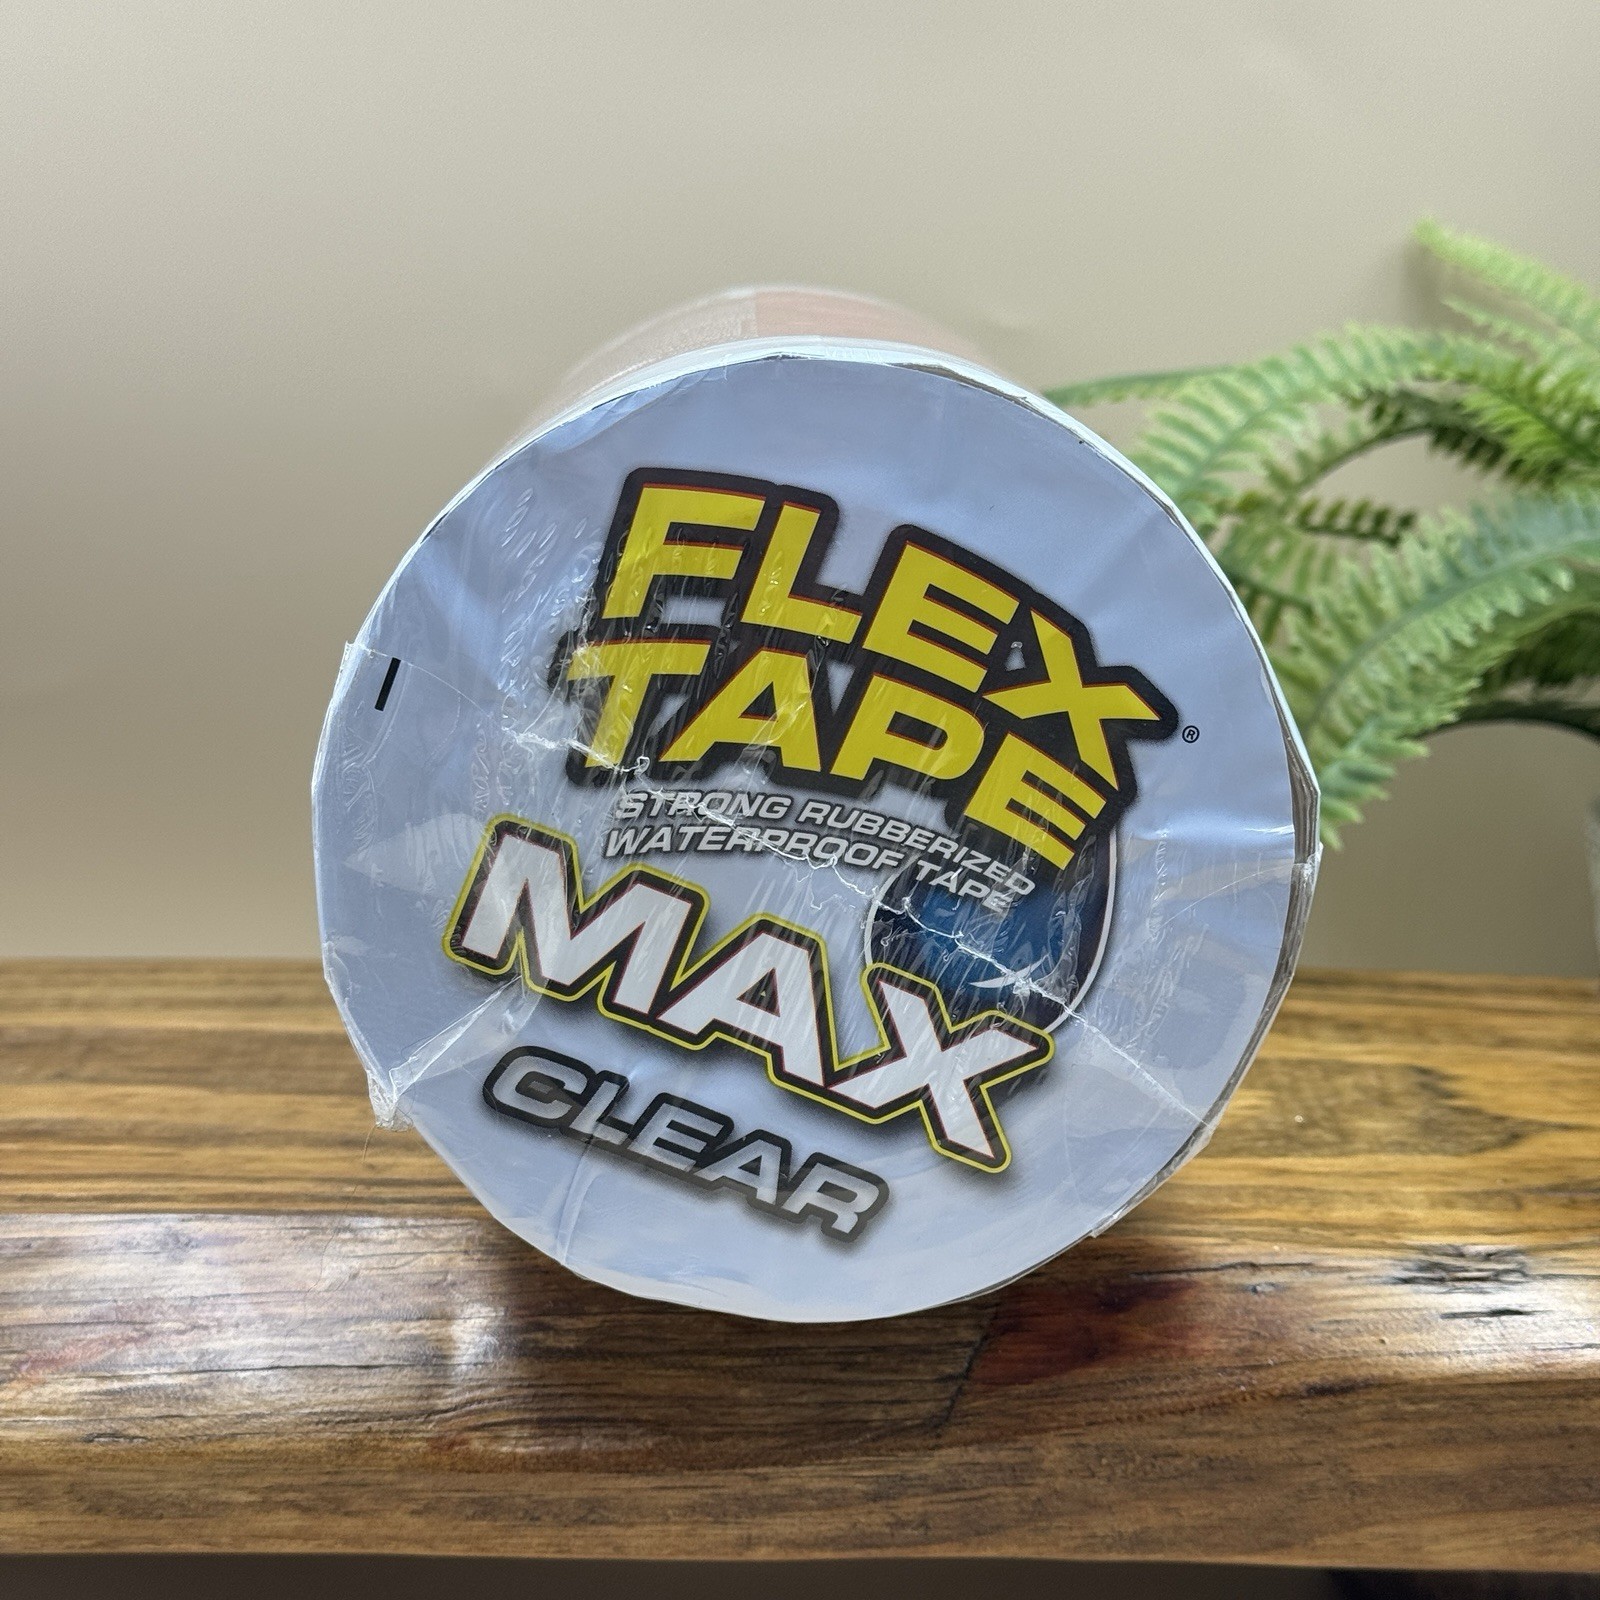 FLEX
TAPE®
STRONG RUBBERIZED
WATERPROOF TAPE
MAX
CLEAR